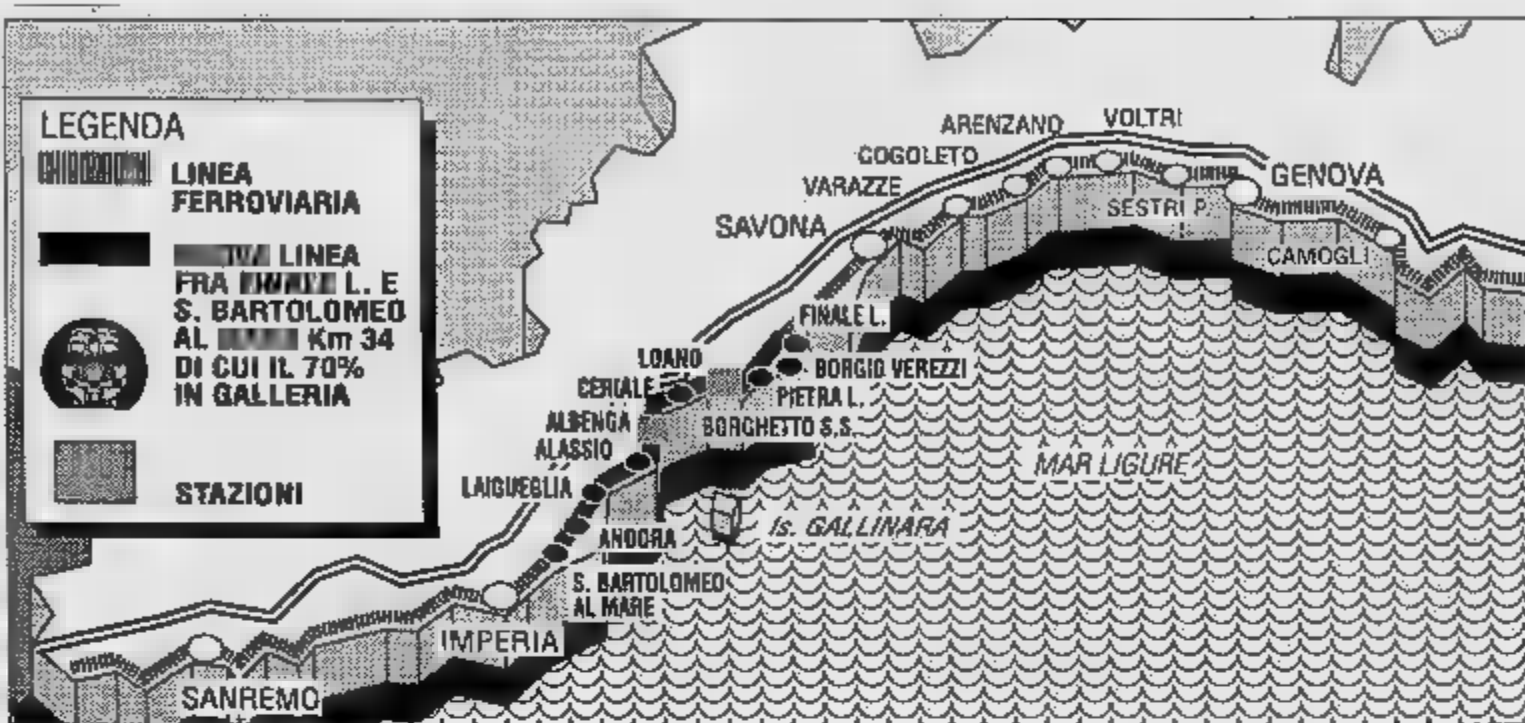 LEGENDA
LINEA
FERROVIARIA
LINEA
FRA L. E
S. BARTOLOMEO
AL Km 34
DI CUI IL 70%
IN GALLERIA
STAZIONI
ARENZANO
VOLTRI
COGOLETO
VARAZZE
GENOVA
SAVONA
SESTRI P.
CAMOGLI
FINALE L.
LOANO
BORGIO VEREZZI
CERIALE
PIETRA L.
ALBENGA
BORGHETTO S.S.
ALASSIO
MAR LIGURE
LAIGUEGLIA
Is. GALLINARA
ANDORA
S. BARTOLOMEO
AL MARE
IMPERIA
SANREMO